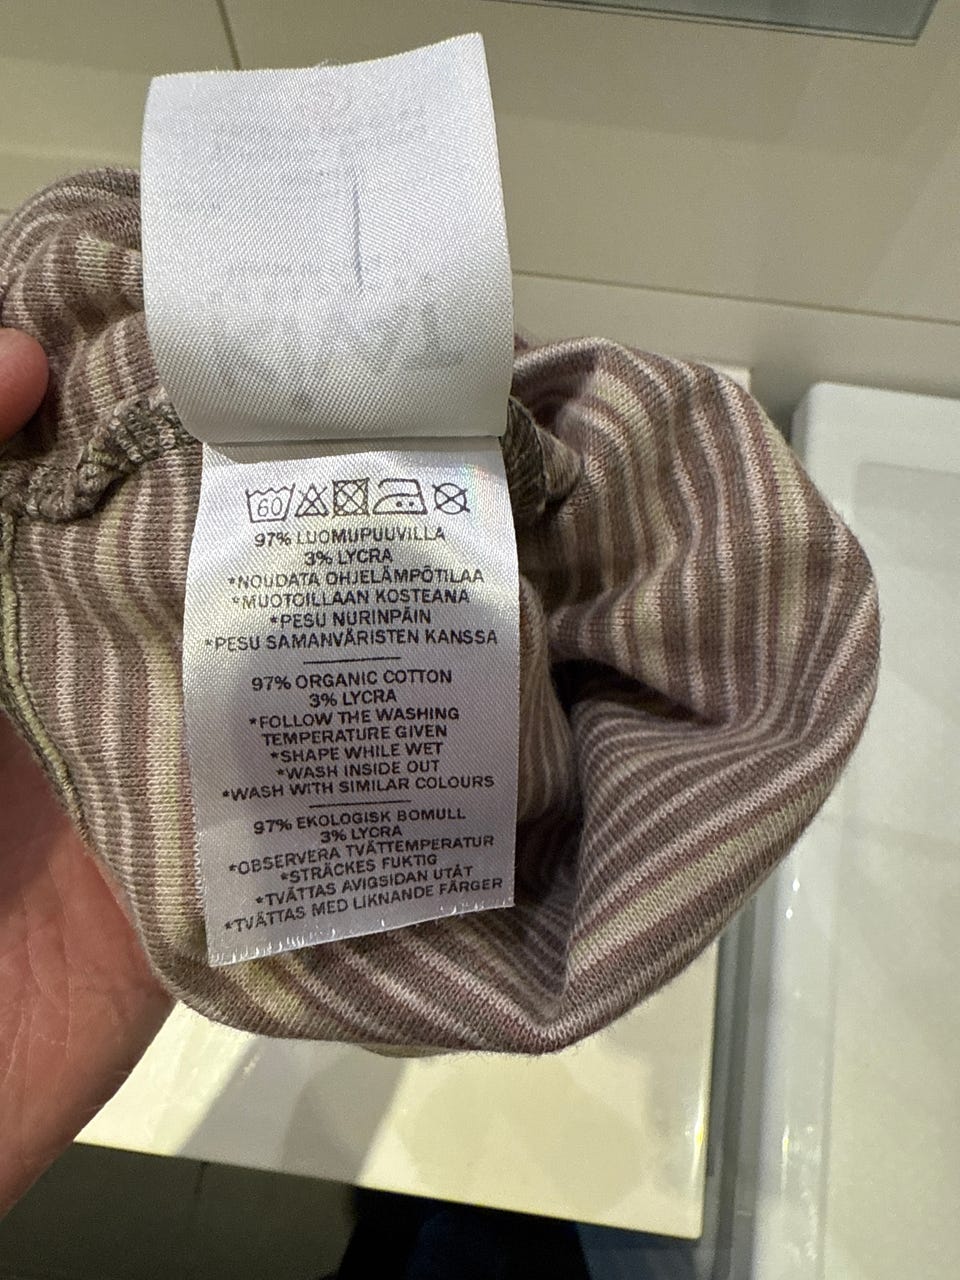 60
97% LUOMUPUUVILLA
3% LYCRA
*NOUDATA OHJELÄMPÖTILAA
*MUOTOILLAAN KOSTEANA
*PESU NURINPÄIN
*PESU SAMANVÄRISTEN KANSSA
97% ORGANIC COTTON
3% LYCRA
*FOLLOW THE WASHING
TEMPERATURE GIVEN
*SHAPE WHILE WET
*WASH INSIDE OUT
*WASH WITH SIMILAR COLOURS
97% EKOLOGISK BOMULL
3% LYCRA
*OBSERVERA TVÄTTEMPERATUR
*STRÄCKES FUKTIG
*TVÄTTAS AVIGSIDAN UTÅT
*TVÄTTAS MED LIKNANDE FÄRGER